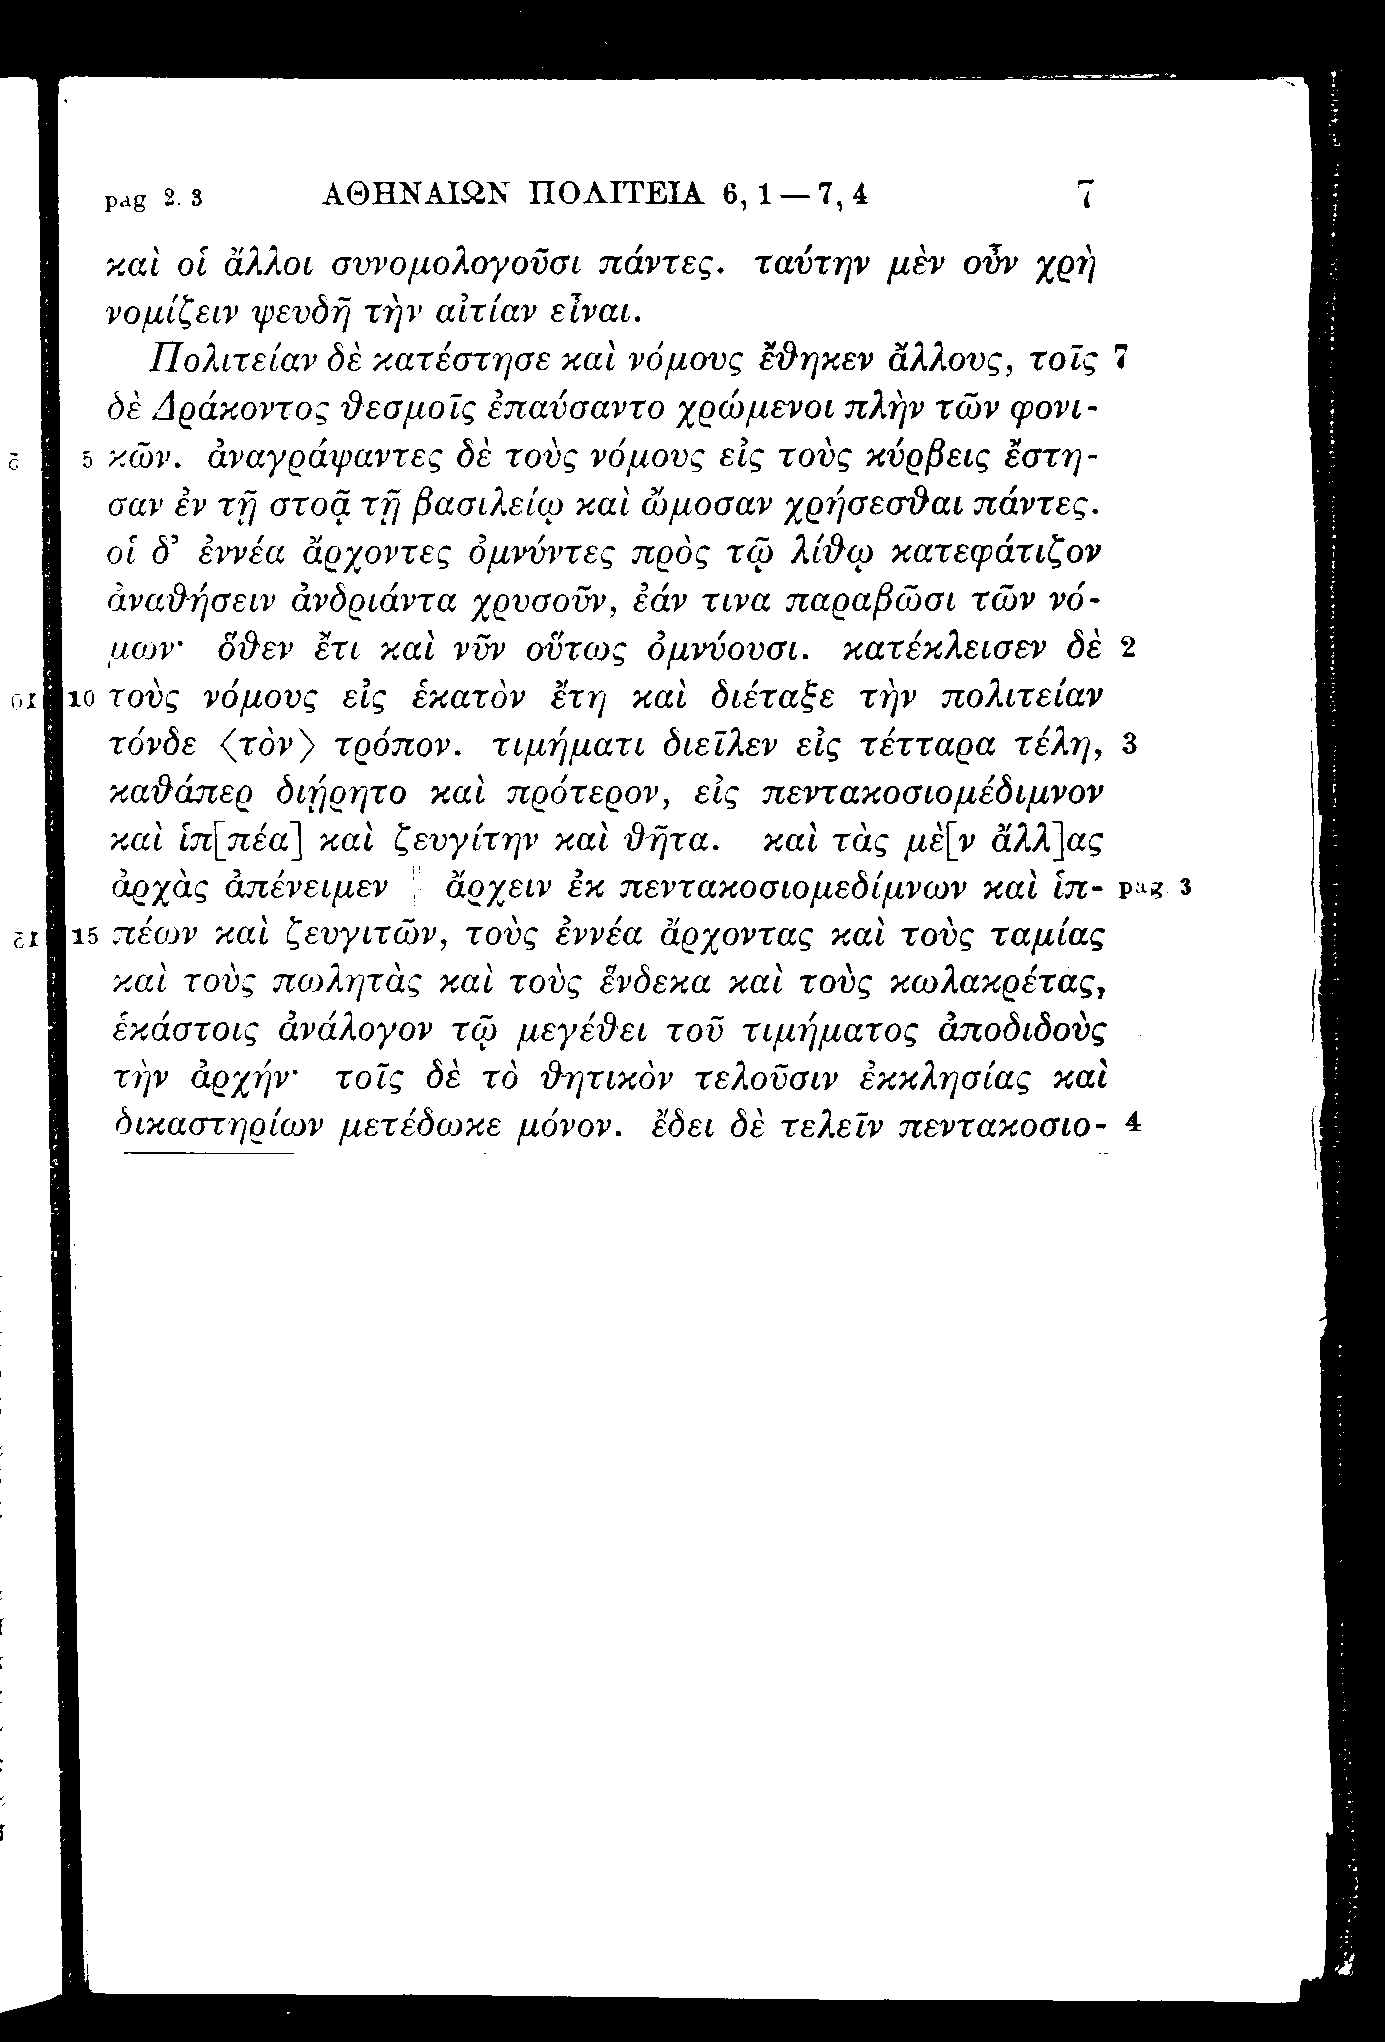 pag 2. 3 ΑΘΗΝΑΙΩΝ ΠΟΛΙΤΕΙΑ 6, 1 — 7, 4 7
καὶ οἱ ἄλλοι συνομολογοῦσι πάντες. ταύτην μὲν οὖν χρὴ
νομίζειν ψευδῆ τὴν αἰτίαν εἶναι.
Πολιτείαν δὲ κατέστησε καὶ νόμους ἔθηκεν ἄλλους, τοῖς 7
δὲ Δράκοντος θεσμοῖς ἐπαύσαντο χρώμενοι πλὴν τῶν φονι-
5 κῶν. ἀναγράψαντες δὲ τοὺς νόμους εἰς τοὺς κύρβεις ἔστη-
σαν ἐν τῇ στοᾷ τῇ βασιλείῳ καὶ ὤμοσαν χρήσεσθαι πάντες.
οἱ δ’ ἐννέα ἄρχοντες ὀμνύντες πρὸς τῷ λίθῳ κατεφάτιζον
ἀναθήσειν ἀνδριάντα χρυσοῦν, ἐάν τινα παραβῶσι τῶν νό-
μων· ὅθεν ἔτι καὶ νῦν οὕτως ὀμνύουσι. κατέκλεισεν δὲ 2
10 τοὺς νόμους εἰς ἑκατὸν ἔτη καὶ διέταξε τὴν πολιτείαν
τόνδε ⟨τὸν⟩ τρόπον. τιμήματι διεῖλεν εἰς τέτταρα τέλη, 3
καθάπερ διῄρητο καὶ πρότερον, εἰς πεντακοσιομέδιμνον
καὶ ἱπ[πέα] καὶ ζευγίτην καὶ θῆτα. καὶ τὰς μὲ[ν ἄλλ]ας
ἀρχὰς ἀπένειμεν ‖ ἄρχειν ἐκ πεντακοσιομεδίμνων καὶ ἱπ- pag 3
15 πέων καὶ ζευγιτῶν, τοὺς ἐννέα ἄρχοντας καὶ τοὺς ταμίας
καὶ τοὺς πωλητὰς καὶ τοὺς ἕνδεκα καὶ τοὺς κωλακρέτας,
ἑκάστοις ἀνάλογον τῷ μεγέθει τοῦ τιμήματος ἀποδιδοὺς
τὴν ἀρχήν· τοῖς δὲ τὸ θητικὸν τελοῦσιν ἐκκλησίας καὶ
δικαστηρίων μετέδωκε μόνον. ἔδει δὲ τελεῖν πεντακοσιο- 4